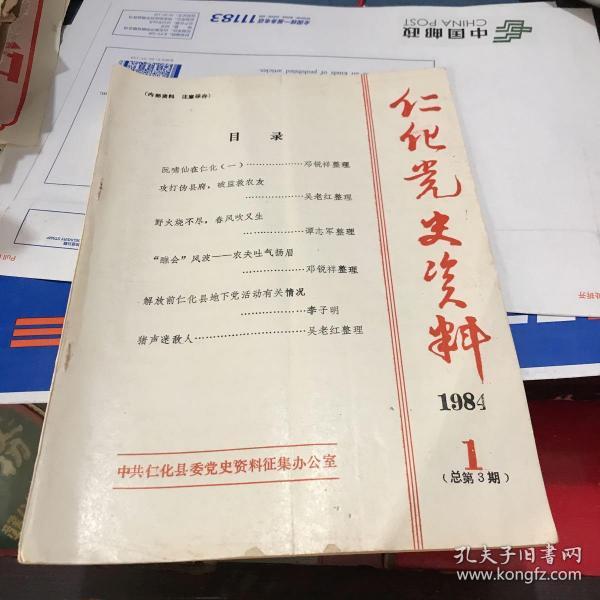 中国邮政
CHINA POST
11183
kinds of prohibited articles.
(内部资料 注意保存)
目 录
阮啸仙在仁化(一)………………邓锐祥整理
攻打伪县府,破监救农友
………………吴老红整理
野火烧不尽,春风吹又生
………………谭志军整理
“瞧会”风波——农夫吐气扬眉
………………邓锐祥整理
解放前仁化县地下党活动有关情况
………………李子明
猪声迷敌人………………吴老红整理
仁化党史资料
1984
1
(总第3期)
中共仁化县委党史资料征集办公室
孔夫子旧书网
www.kongfz.com